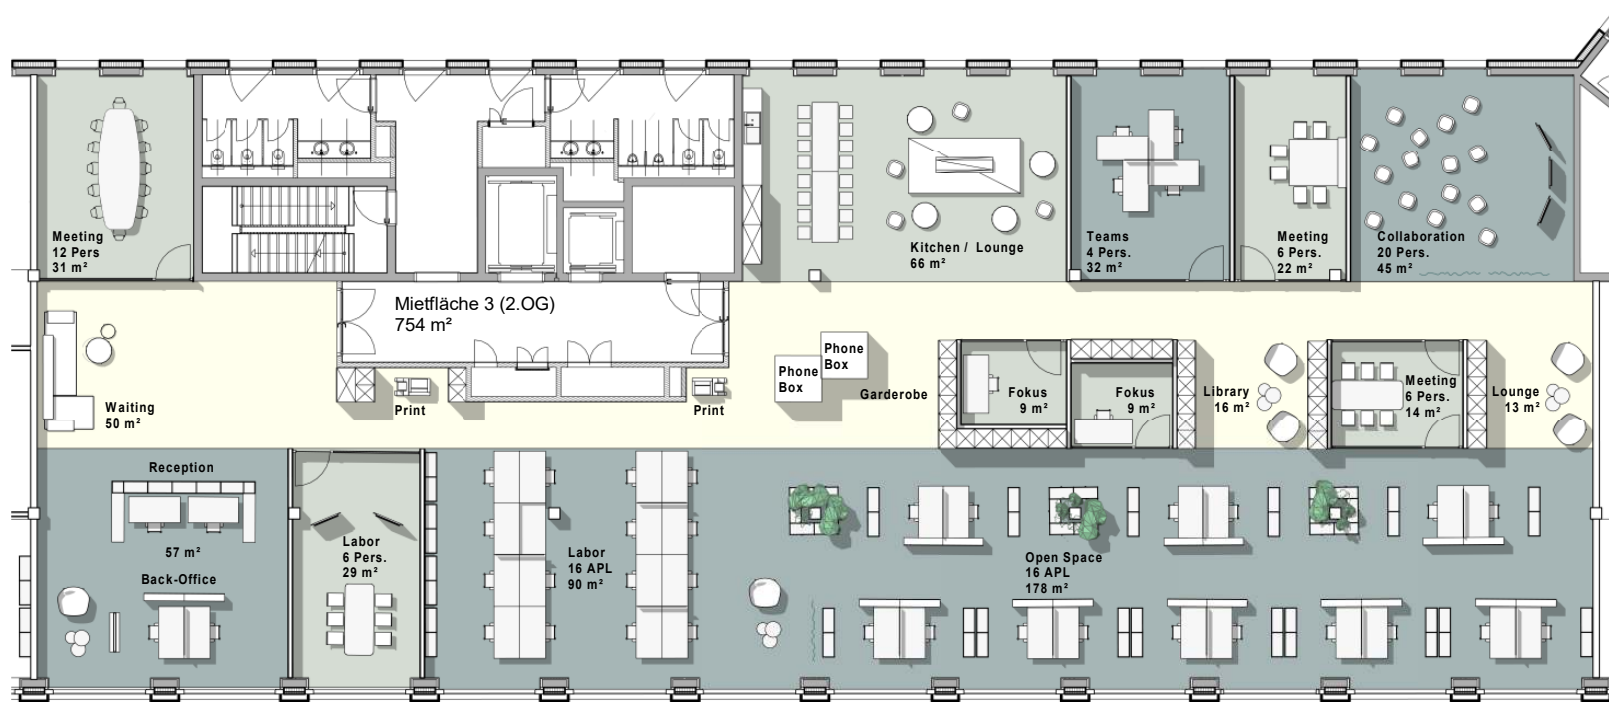 Meeting
12 Pers
31 m²
Kitchen / Lounge
66 m²
Teams
4 Pers.
32 m²
Meeting
6 Pers.
22 m²
Collaboration
20 Pers.
45 m²
Mietfläche 3 (2.OG)
754 m²
Waiting
50 m²
Print
Print
Phone
Box
Phone
Box
Garderobe
Fokus
9 m²
Fokus
9 m²
Library
16 m²
Meeting
6 Pers.
14 m²
Lounge
13 m²
Reception
57 m²
Back-Office
Labor
6 Pers.
29 m²
Labor
16 APL
90 m²
Open Space
16 APL
178 m²